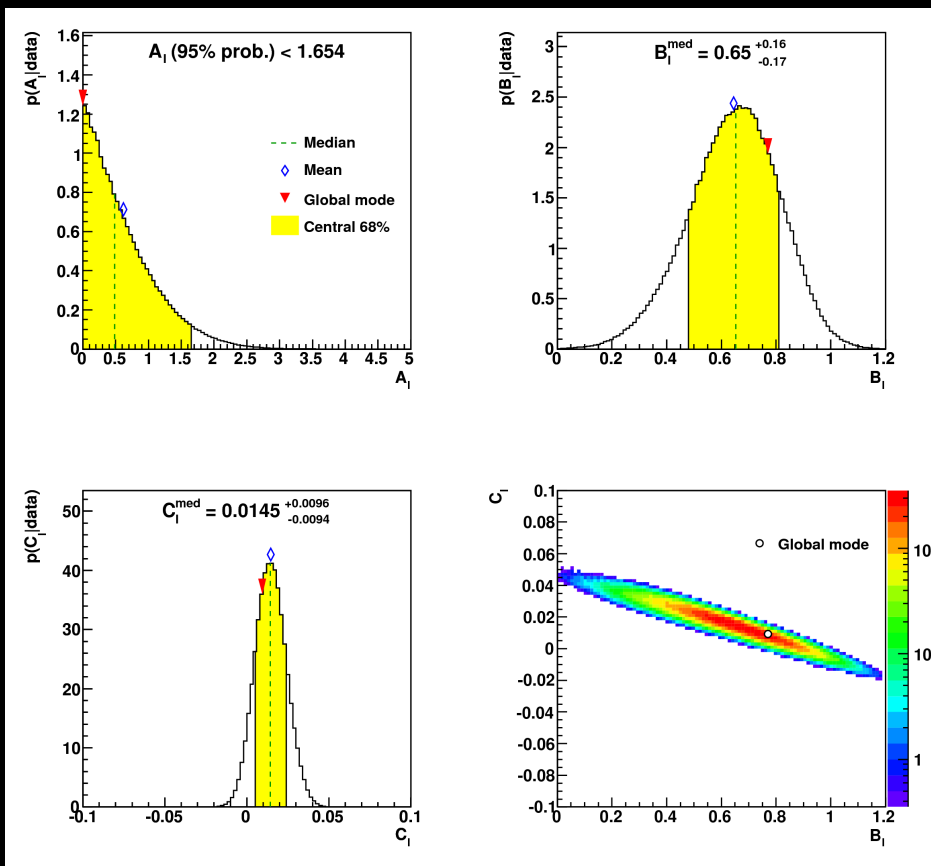 A_l (95% prob.) < 1.654
p(A_l|data)
1.6
1.4
1.2
1
0.8
0.6
0.4
0.2
0
Median
Mean
Global mode
Central 68%
0 0.5 1 1.5 2 2.5 3 3.5 4 4.5 5
A_l
B_l^med = 0.65 +0.16 -0.17
p(B_l|data)
3
2.5
2
1.5
1
0.5
0
0 0.2 0.4 0.6 0.8 1 1.2
B_l
C_l^med = 0.0145 +0.0096 -0.0094
p(C_l|data)
50
40
30
20
10
0
-0.1 -0.05 0 0.05 0.1
C_l
C_l
0.1
0.08
0.06
0.04
0.02
0
-0.02
-0.04
-0.06
-0.08
-0.1
Global mode
10
10
1
0 0.2 0.4 0.6 0.8 1 1.2
B_l